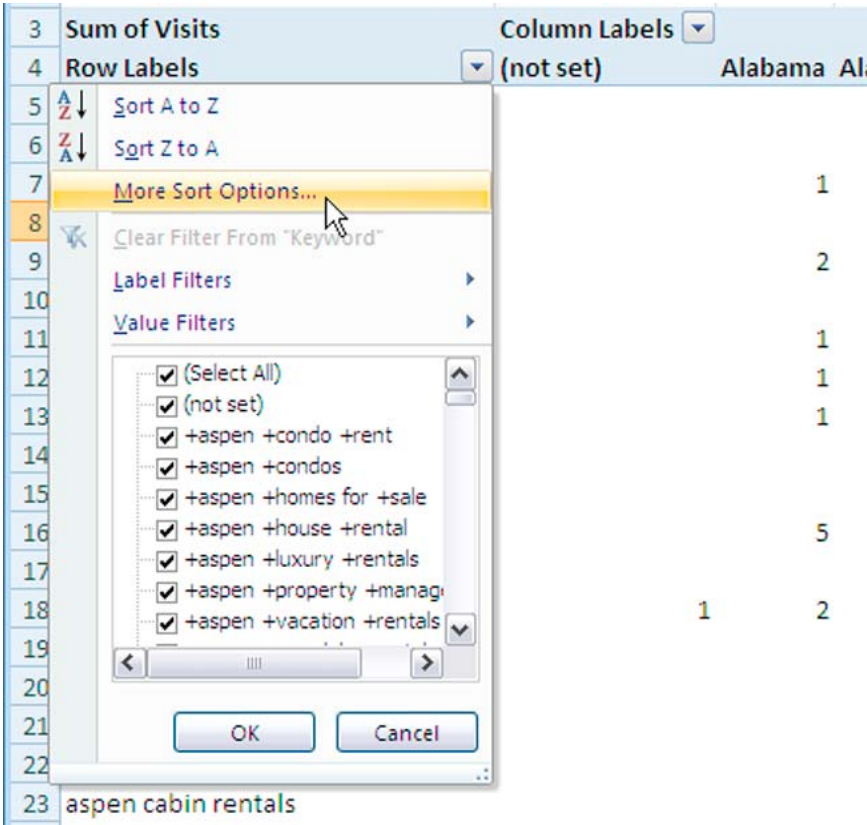 3 Sum of Visits Column Labels
4 Row Labels (not set) Alabama
5 Sort A to Z
6 Sort Z to A
7 More Sort Options... 1
8 Clear Filter From "Keyword"
9 2
Label Filters
10
Value Filters
11 1
12 (Select All) 1
13 (not set) 1
+aspen +condo +rent
14 +aspen +condos
15 +aspen +homes for +sale
16 +aspen +house +rental 5
17 +aspen +luxury +rentals
+aspen +property
18 +aspen +vacation +rentals 1 2
19
20
21 OK Cancel
22
23 aspen cabin rentals